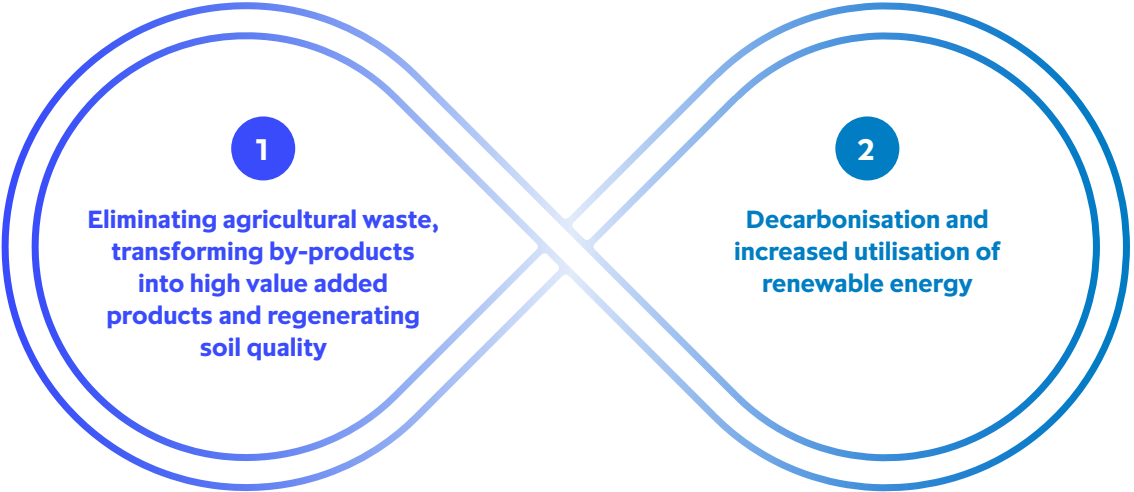 1
Eliminating agricultural waste,
transforming by-products
into high value added
products and regenerating
soil quality
2
Decarbonisation and
increased utilisation of
renewable energy